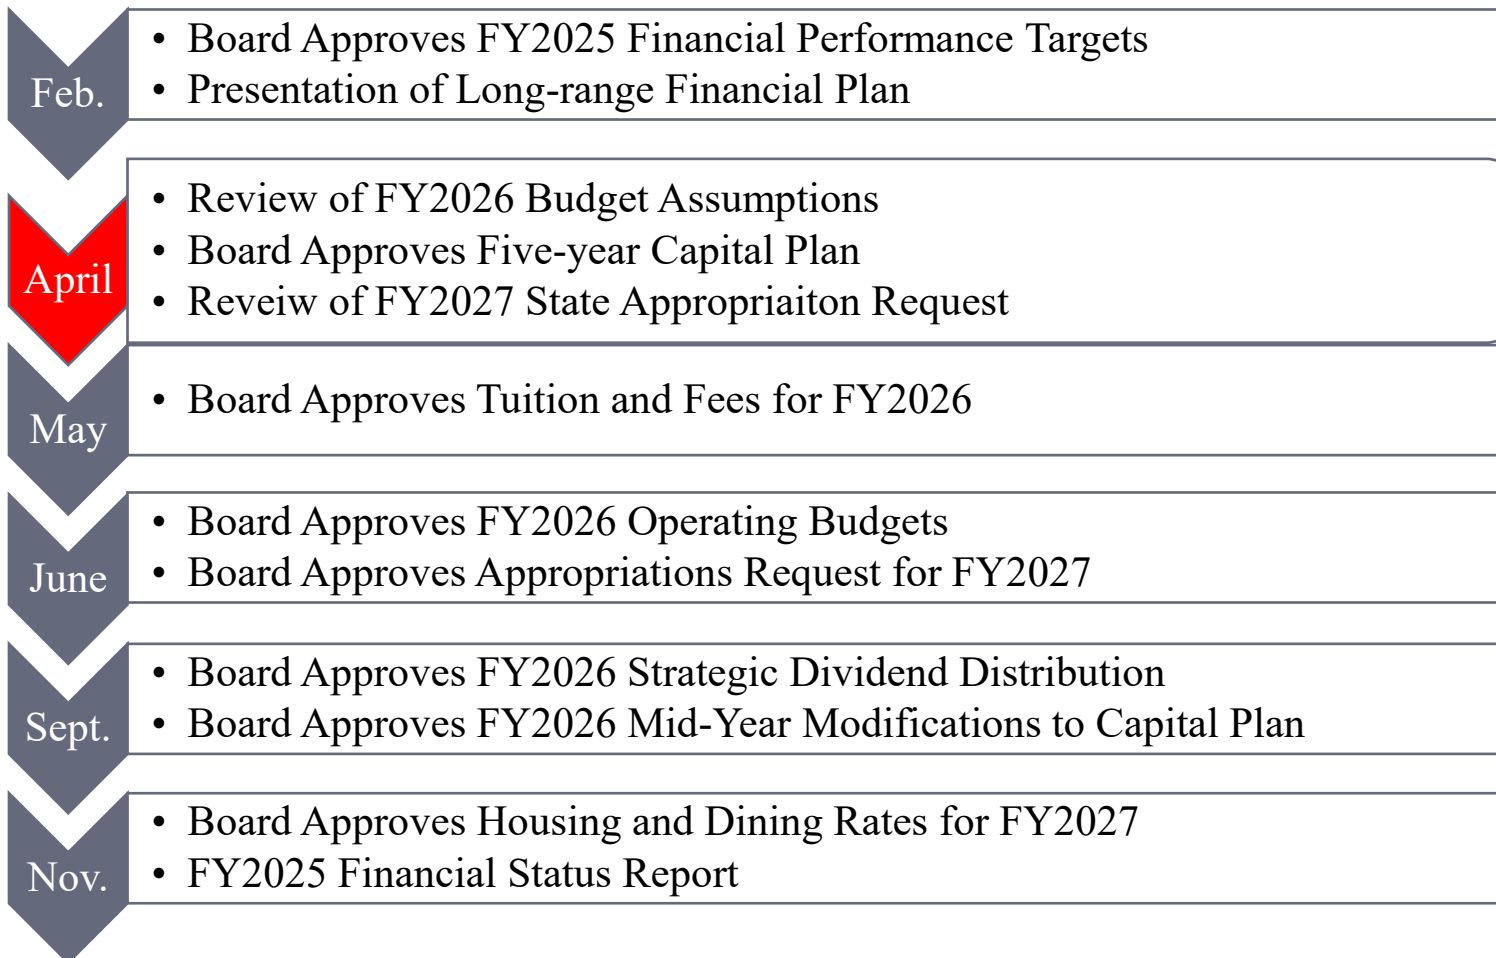 Feb.
• Board Approves FY2025 Financial Performance Targets
• Presentation of Long-range Financial Plan
April
• Review of FY2026 Budget Assumptions
• Board Approves Five-year Capital Plan
• Reveiw of FY2027 State Appropriaiton Request
May
• Board Approves Tuition and Fees for FY2026
June
• Board Approves FY2026 Operating Budgets
• Board Approves Appropriations Request for FY2027
Sept.
• Board Approves FY2026 Strategic Dividend Distribution
• Board Approves FY2026 Mid-Year Modifications to Capital Plan
Nov.
• Board Approves Housing and Dining Rates for FY2027
• FY2025 Financial Status Report